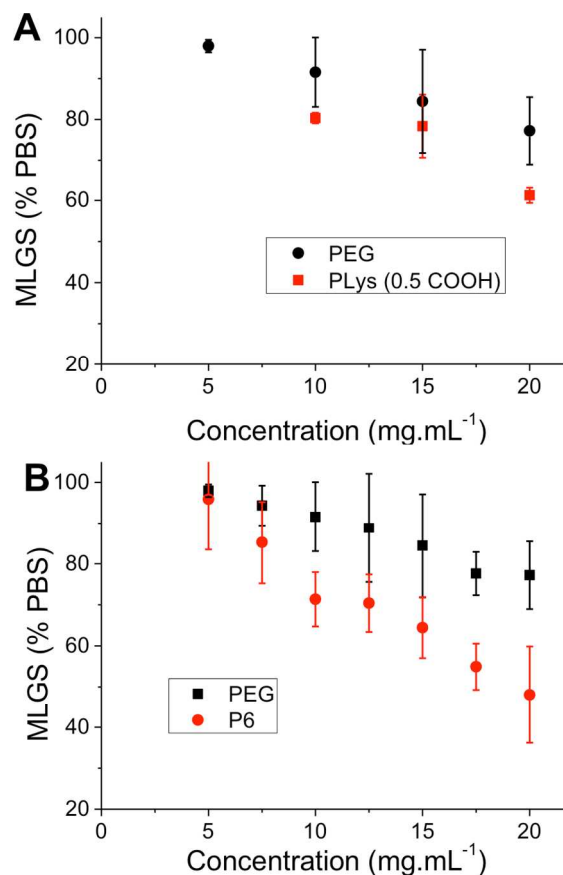 A
MLGS (% PBS)
100
80
60
40
20
PEG
PLys (0.5 COOH)
0 5 10 15 20
Concentration (mg.mL⁻¹)
B
MLGS (% PBS)
100
80
60
40
20
PEG
P6
0 5 10 15 20
Concentration (mg.mL⁻¹)